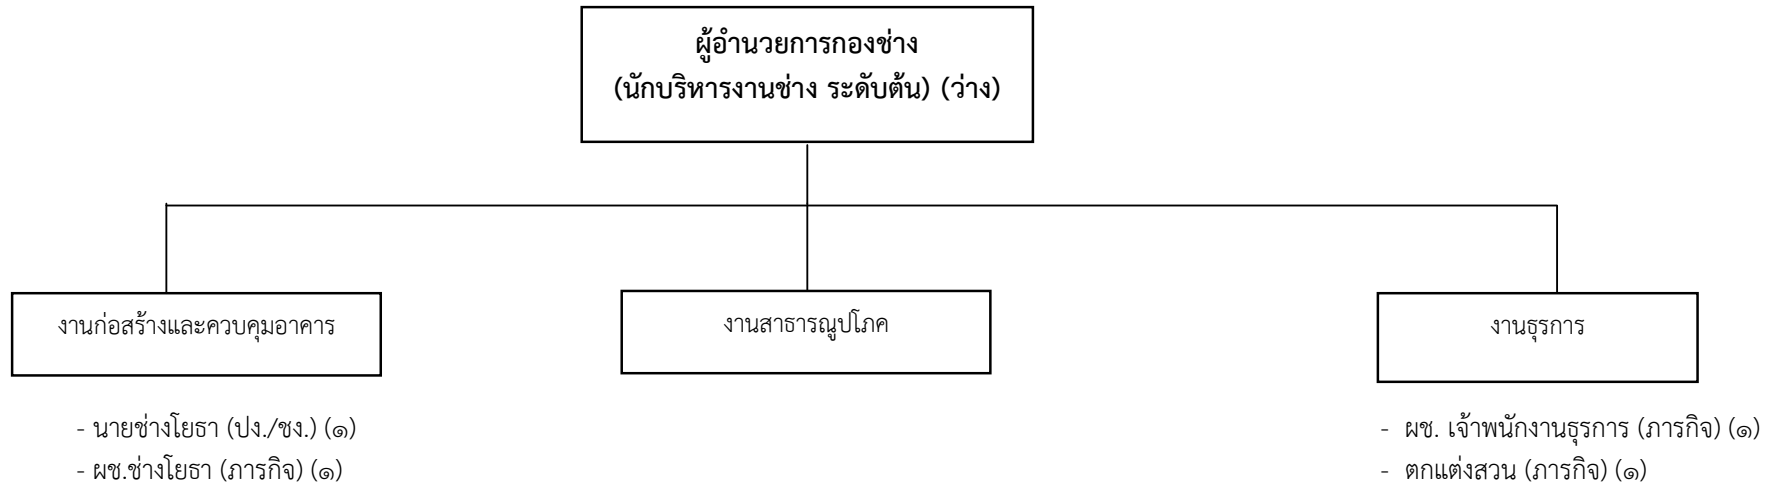 ผู้อำนวยการกองช่าง
(นักบริหารงานช่าง ระดับต้น) (ว่าง)
งานก่อสร้างและควบคุมอาคาร
งานสาธารณูปโภค
งานธุรการ
- นายช่างโยธา (ปง./ชง.) (๑)
- ผช.ช่างโยธา (ภารกิจ) (๑)
- ผช. เจ้าพนักงานธุรการ (ภารกิจ) (๑)
- ตกแต่งสวน (ภารกิจ) (๑)